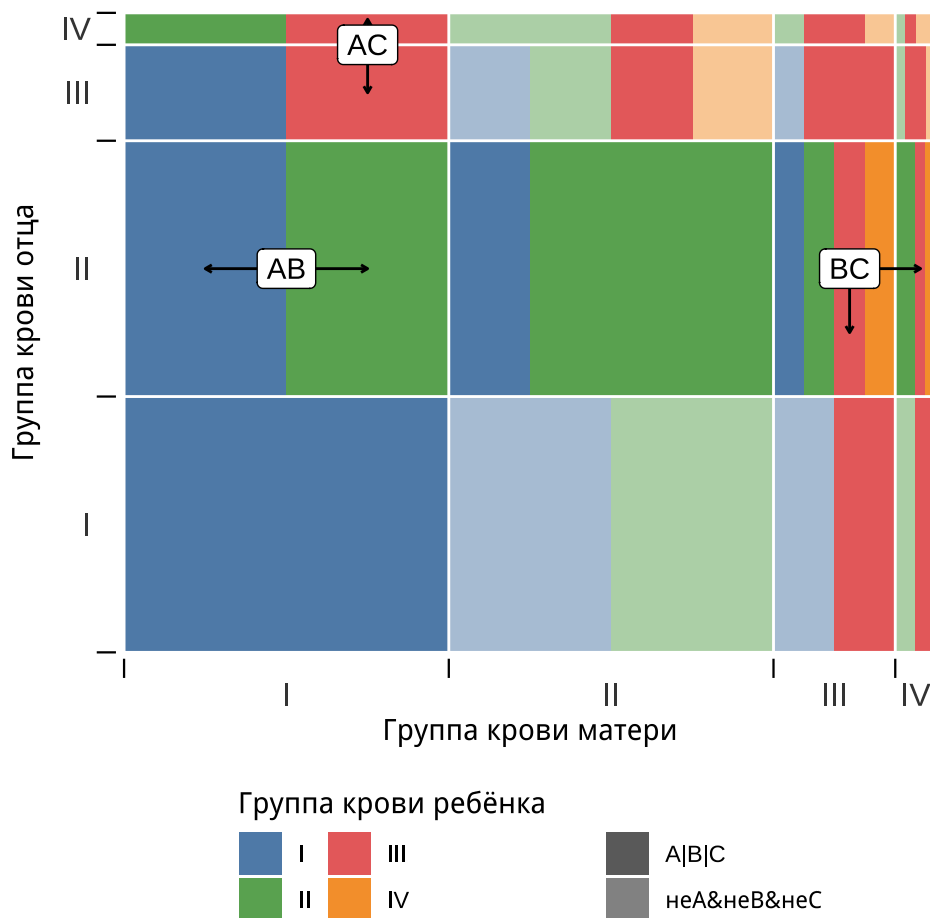 IV
AC
III
Группа крови отца
II
AB
BC
I
I
II
III
IV
Группа крови матери
Группа крови ребёнка
I
III
A|B|C
II
IV
неA&неB&неC